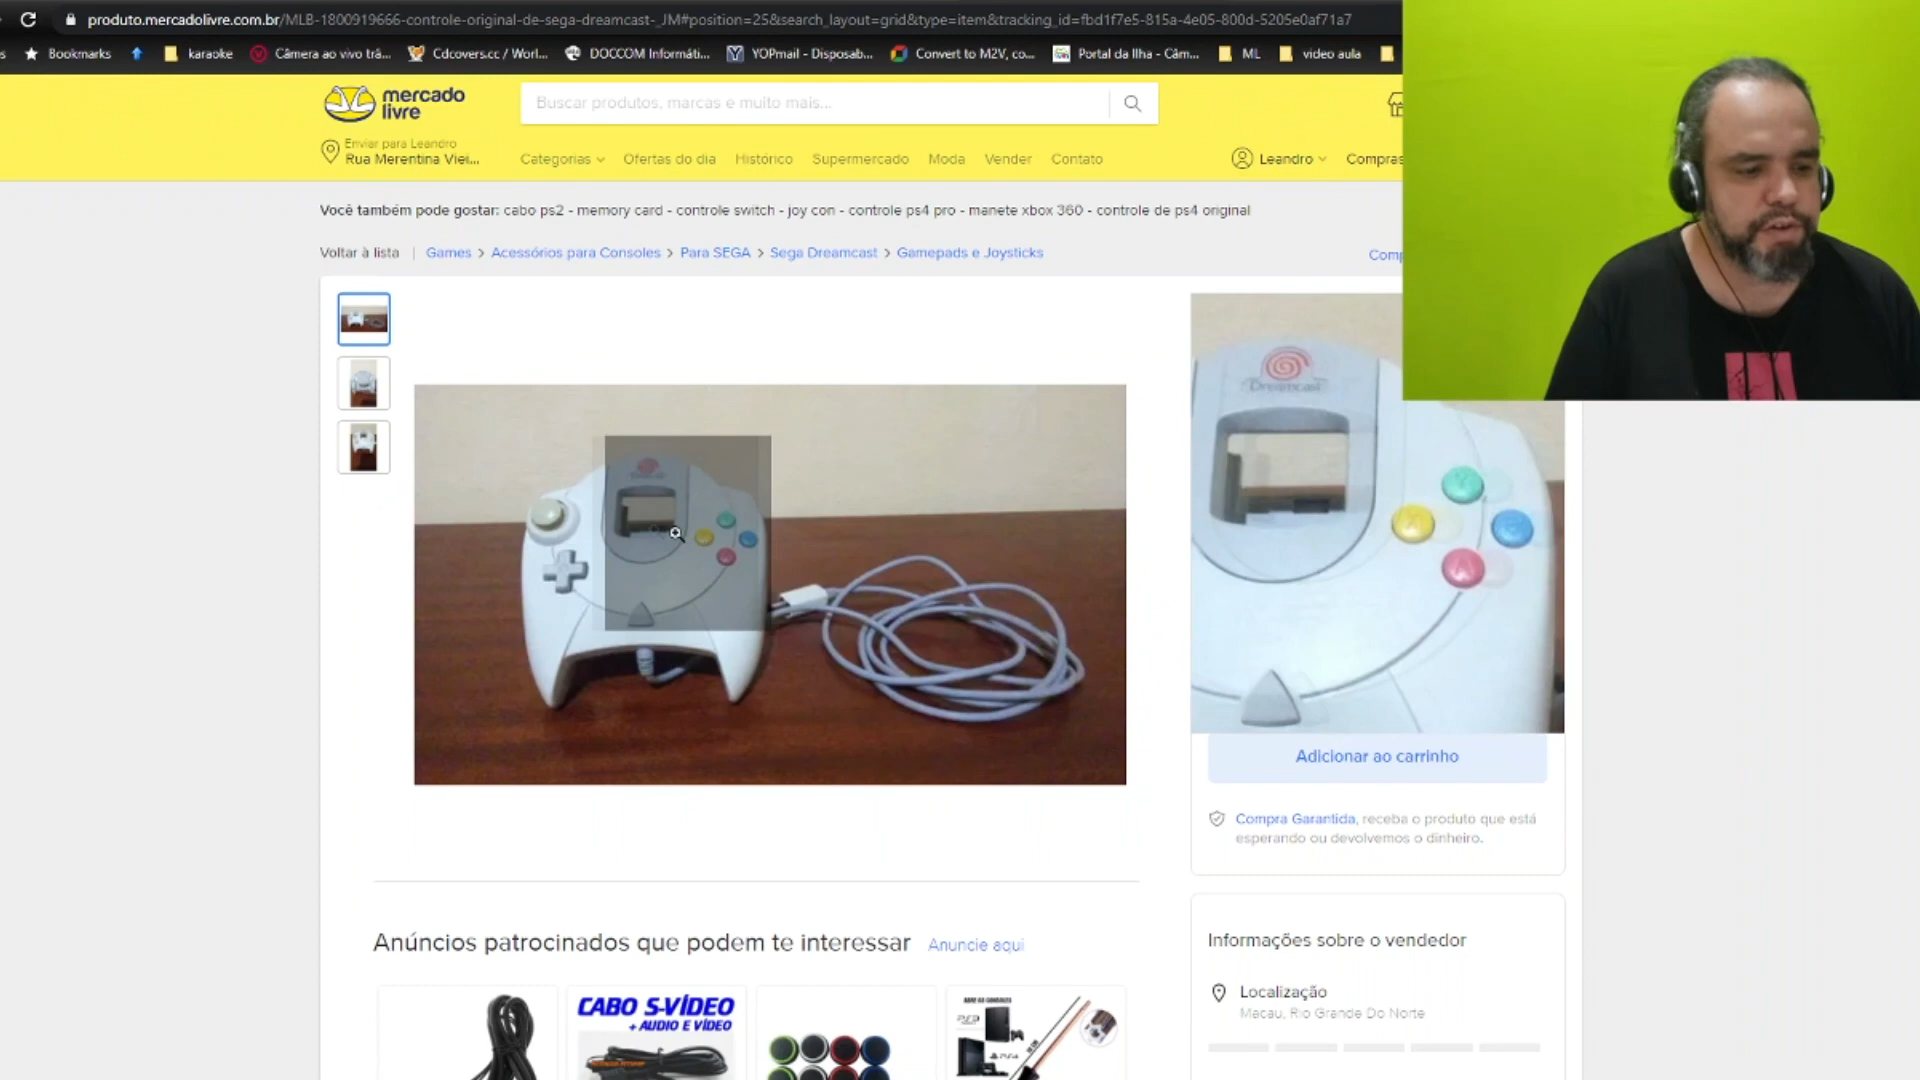 produto.mercadolivre.com.br/MLB-1800919666-controle-original-de-sega-dreamcast-_JM#position=25&search_layout=grid&type=item&tracking_id=fbd1f7e5-815a-4e05-800d-5205e0af71a7
Bookmarks
karaoke
Câmera ao vivo trâ...
Cdcovers.cc / Worl...
DOCCOM Informáti...
YOPmail - Disposab...
Convert to M2V, co...
Portal da Ilha - Câm...
ML
video aula
mercado
livre
Buscar produtos, marcas e muito mais...
Enviar para Leandro
Rua Merentina Viei...
Categorias
Ofertas do dia
Histórico
Supermercado
Moda
Vender
Contato
Leandro
Compras
Você também pode gostar: cabo ps2 - memory card - controle switch - joy con - controle ps4 pro - manete xbox 360 - controle de ps4 original
Voltar à lista
Games > Acessórios para Consoles > Para SEGA > Sega Dreamcast > Gamepads e Joysticks
Comp
Dreamcast
Y
A
Adicionar ao carrinho
Compra Garantida, receba o produto que está
esperando ou devolvemos o dinheiro.
Anúncios patrocinados que podem te interessar
Anuncie aqui
Informações sobre o vendedor
Localização
Macau, Rio Grande Do Norte
CABO S-VÍDEO
+ AUDIO E VÍDEO
PS3
PS4